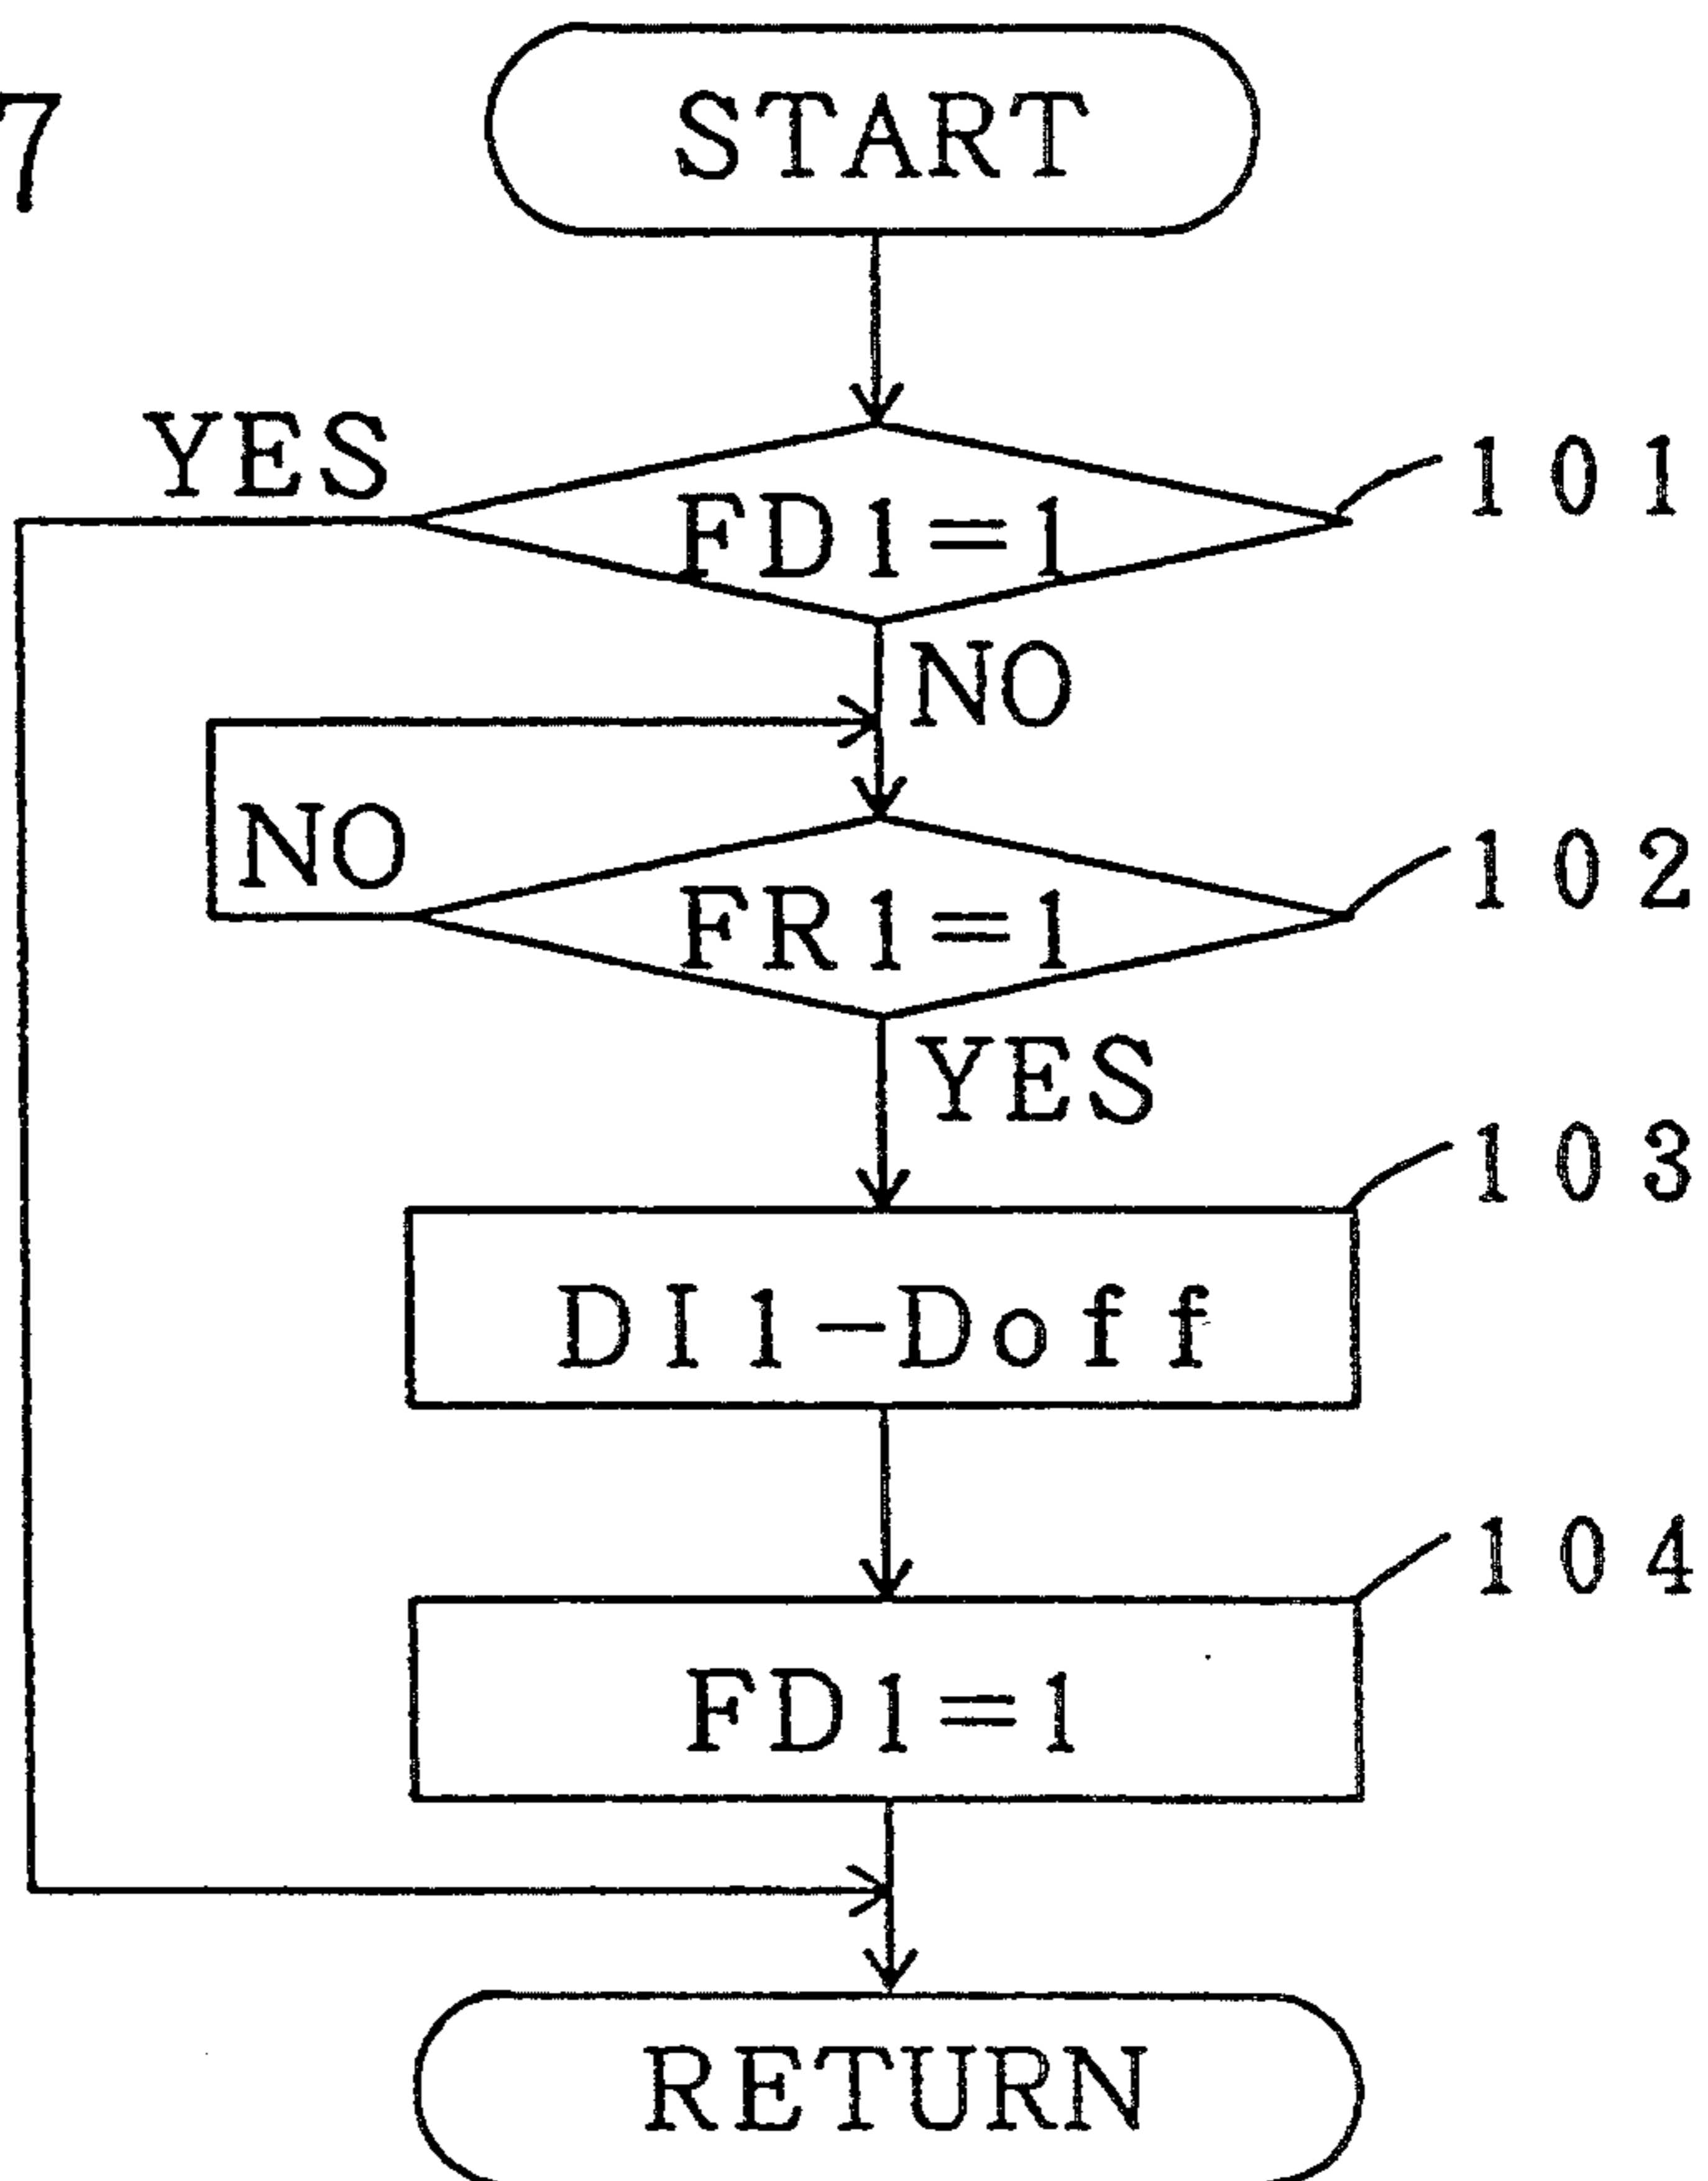 7
START
YES
FD1=1
101
NO
NO
FR1=1
102
YES
103
DI1-Doff
104
FD1=1
RETURN